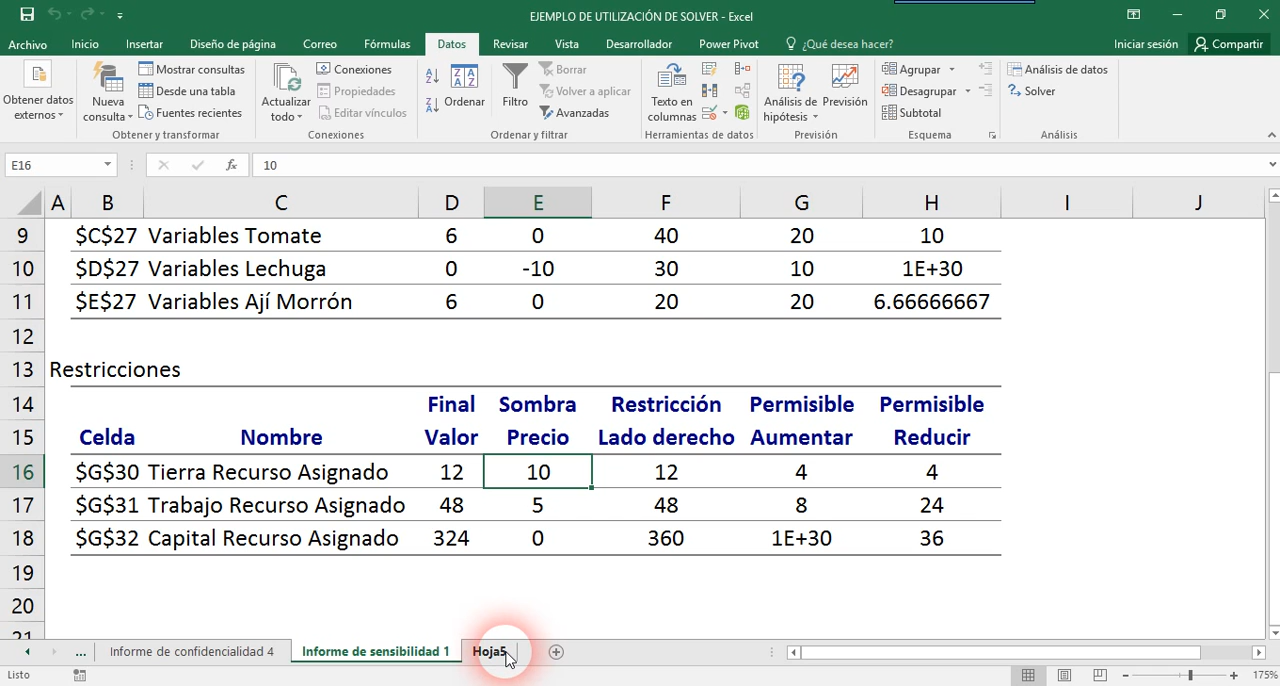 EJEMPLO DE UTILIZACIÓN DE SOLVER - Excel
Archivo Inicio Insertar Diseño de página Correo Fórmulas Datos Revisar Vista Desarrollador Power Pivot ¿Qué desea hacer? Iniciar sesión Compartir
Obtener datos externos
Nueva consulta
Mostrar consultas
Desde una tabla
Fuentes recientes
Obtener y transformar
Actualizar todo
Conexiones
Propiedades
Editar vínculos
Conexiones
Ordenar
Filtro
Borrar
Volver a aplicar
Avanzadas
Ordenar y filtrar
Texto en columnas
Herramientas de datos
Análisis de hipótesis
Previsión
Previsión
Agrupar
Desagrupar
Subtotal
Esquema
Análisis de datos
Solver
Análisis
E16 fx 10
A B C D E F G H I J
9 $C$27 Variables Tomate 6 0 40 20 10
10 $D$27 Variables Lechuga 0 -10 30 10 1E+30
11 $E$27 Variables Ají Morrón 6 0 20 20 6.66666667
12
13 Restricciones
14 Final Sombra Restricción Permisible Permisible
15 Celda Nombre Valor Precio Lado derecho Aumentar Reducir
16 $G$30 Tierra Recurso Asignado 12 10 12 4 4
17 $G$31 Trabajo Recurso Asignado 48 5 48 8 24
18 $G$32 Capital Recurso Asignado 324 0 360 1E+30 36
19
20
21
... Informe de confidencialidad 4 Informe de sensibilidad 1 Hoja5
Listo 175%